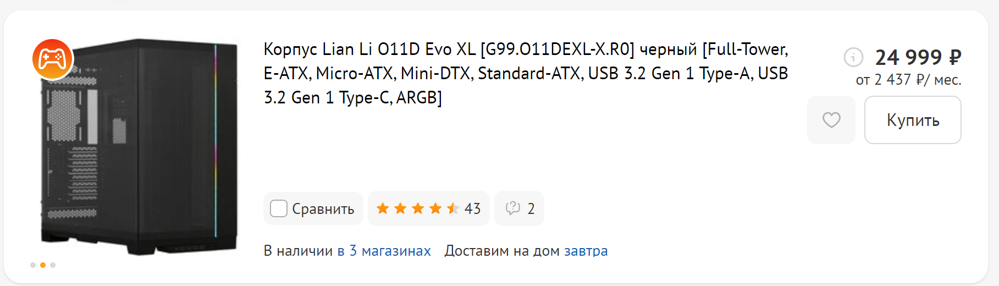 Корпус Lian Li O11D Evo XL [G99.O11DEXL-X.R0] черный [Full-Tower,
E-ATX, Micro-ATX, Mini-DTX, Standard-ATX, USB 3.2 Gen 1 Type-A, USB
3.2 Gen 1 Type-C, ARGB]
24 999 ₽
от 2 437 ₽/ мес.
Купить
Сравнить
43
2
В наличии в 3 магазинах Доставим на дом завтра